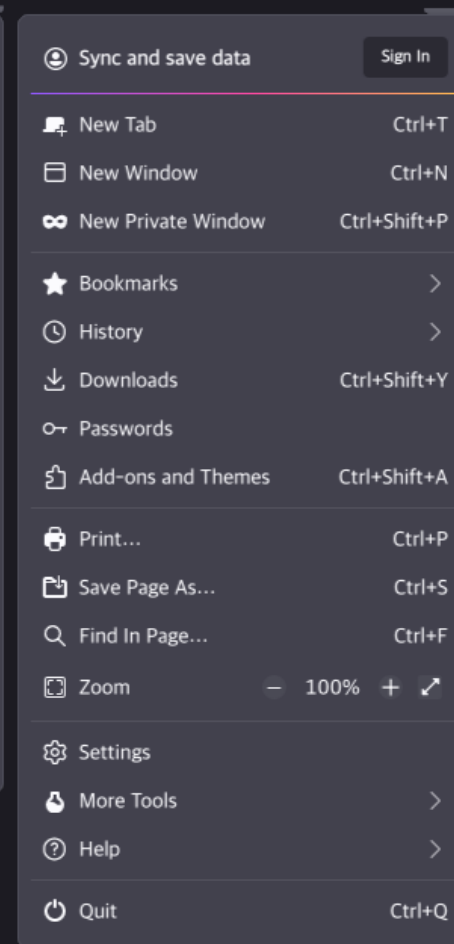 Sync and save data Sign In
New Tab Ctrl+T
New Window Ctrl+N
New Private Window Ctrl+Shift+P
Bookmarks
History
Downloads Ctrl+Shift+Y
Passwords
Add-ons and Themes Ctrl+Shift+A
Print... Ctrl+P
Save Page As... Ctrl+S
Find In Page... Ctrl+F
Zoom − 100% +
Settings
More Tools
Help
Quit Ctrl+Q